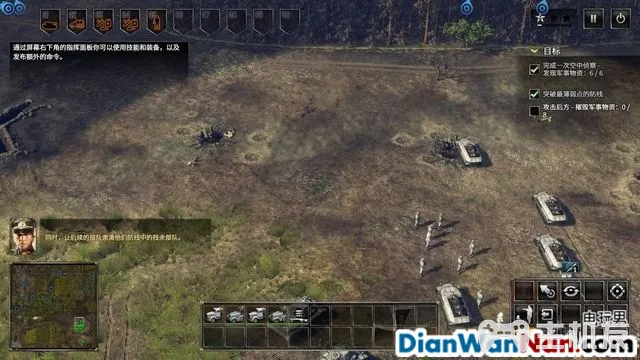 通过屏幕右下角的指挥面板你可以使用技能和装备，以及
发布额外的命令。
目标
完成一次空中侦察
发现军事物资：6 / 6
突破最薄弱点的防线
攻击后方 - 摧毁军事物资：0 /
8
同时，让后续的部队肃清他们防线中的残余部队。
电玩男
DianWanNan.com